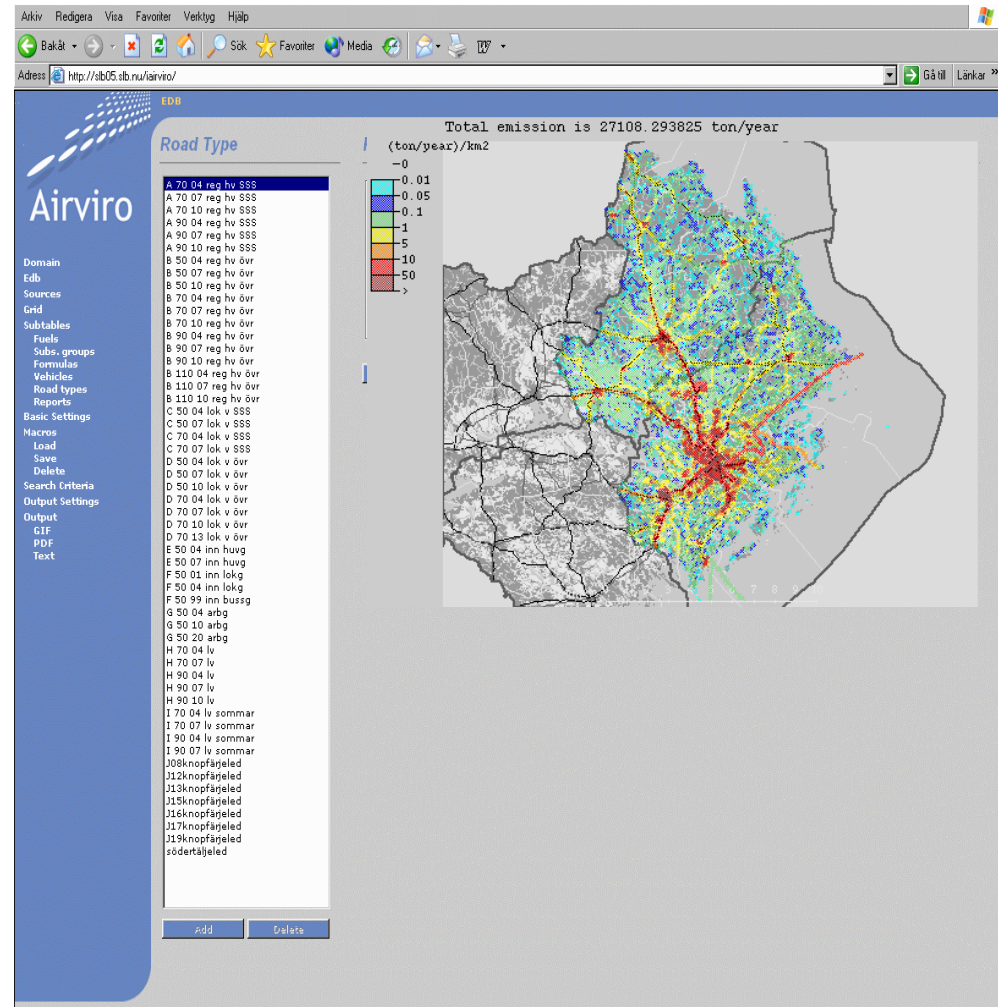 Arkiv Redigera Visa Favoriter Verktyg Hjälp
Bakåt Sök Favoriter Media
Adress http://slb05.slb.nu/iairviro/ Gå till Länkar »
EDB
Airviro
Domain
Edb
Sources
Grid
Subtables
Fuels
Subs. groups
Formulas
Vehicles
Road types
Reports
Basic Settings
Macros
Load
Save
Delete
Search Criteria
Output Settings
Output
GIF
PDF
Text
Road Type
A 70 04 reg hv SSS
A 70 07 reg hv SSS
A 70 10 reg hv SSS
A 90 04 reg hv SSS
A 90 07 reg hv SSS
A 90 10 reg hv SSS
B 50 04 reg hv övr
B 50 07 reg hv övr
B 50 10 reg hv övr
B 70 04 reg hv övr
B 70 07 reg hv övr
B 70 10 reg hv övr
B 90 04 reg hv övr
B 90 07 reg hv övr
B 90 10 reg hv övr
B 110 04 reg hv övr
B 110 07 reg hv övr
B 110 10 reg hv övr
C 50 04 lok v SSS
C 50 07 lok v SSS
C 70 04 lok v SSS
C 70 07 lok v SSS
D 50 04 lok v övr
D 50 07 lok v övr
D 50 10 lok v övr
D 70 04 lok v övr
D 70 07 lok v övr
D 70 10 lok v övr
D 70 13 lok v övr
E 50 04 inn huvg
E 50 07 inn huvg
F 50 01 inn lokg
F 50 04 inn lokg
F 50 99 inn bussg
G 50 04 arbg
G 50 10 arbg
G 50 20 arbg
H 70 04 lv
H 70 07 lv
H 90 04 lv
H 90 07 lv
H 90 10 lv
I 70 04 lv sommar
I 70 07 lv sommar
I 90 04 lv sommar
I 90 07 lv sommar
J08knopfärjeled
J12knopfärjeled
J13knopfärjeled
J15knopfärjeled
J16knopfärjeled
J17knopfärjeled
J19knopfärjeled
södertäljeled
Add Delete
Total emission is 27108.293825 ton/year
(ton/year)/km2
0
0.01
0.05
0.1
1
5
10
50
>
3 7 8 9